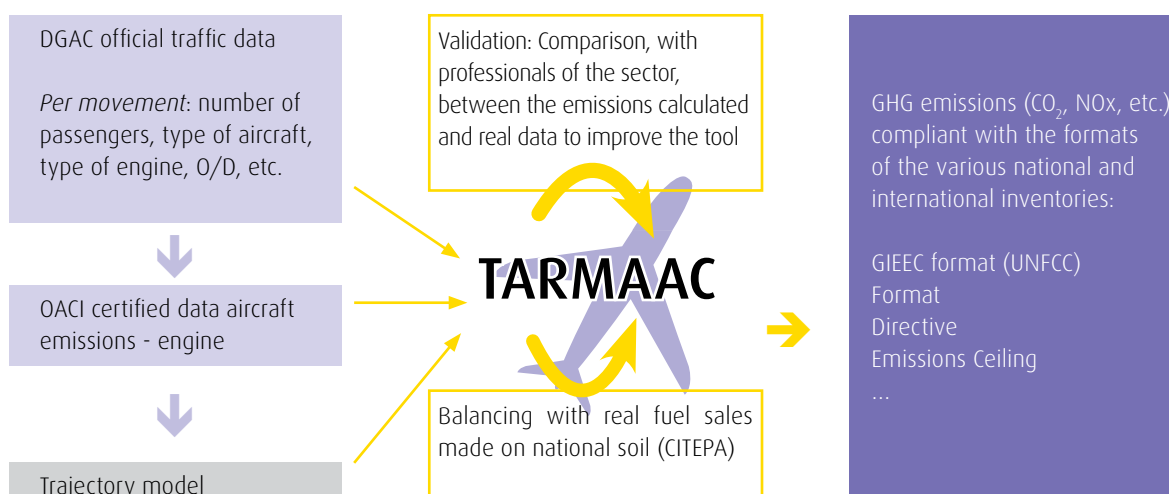 DGAC official traffic data
Per movement: number of
passengers, type of aircraft,
type of engine, O/D, etc.
OACI certified data aircraft
emissions - engine
Trajectory model
Validation: Comparison, with
professionals of the sector,
between the emissions calculated
and real data to improve the tool
TARMAAC
Balancing with real fuel sales
made on national soil (CITEPA)
GHG emissions (CO2, NOx, etc.)
compliant with the formats
of the various national and
international inventories:
GIEEC format (UNFCC)
Format
Directive
Emissions Ceiling
...